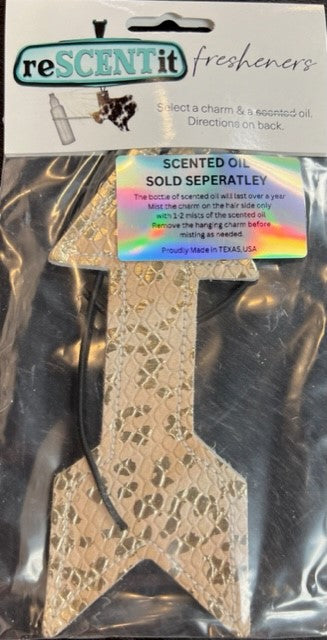 reSCENTit
fresheners
Select a charm & a scented oil.
Directions on back.
SCENTED OIL
SOLD SEPERATLEY
The bottle of scented oil will last over a year
Mist the charm on the hair side only
with 1-2 mists of the scented oil
Remove the hanging charm before
misting as needed.
Proudly Made in TEXAS, USA